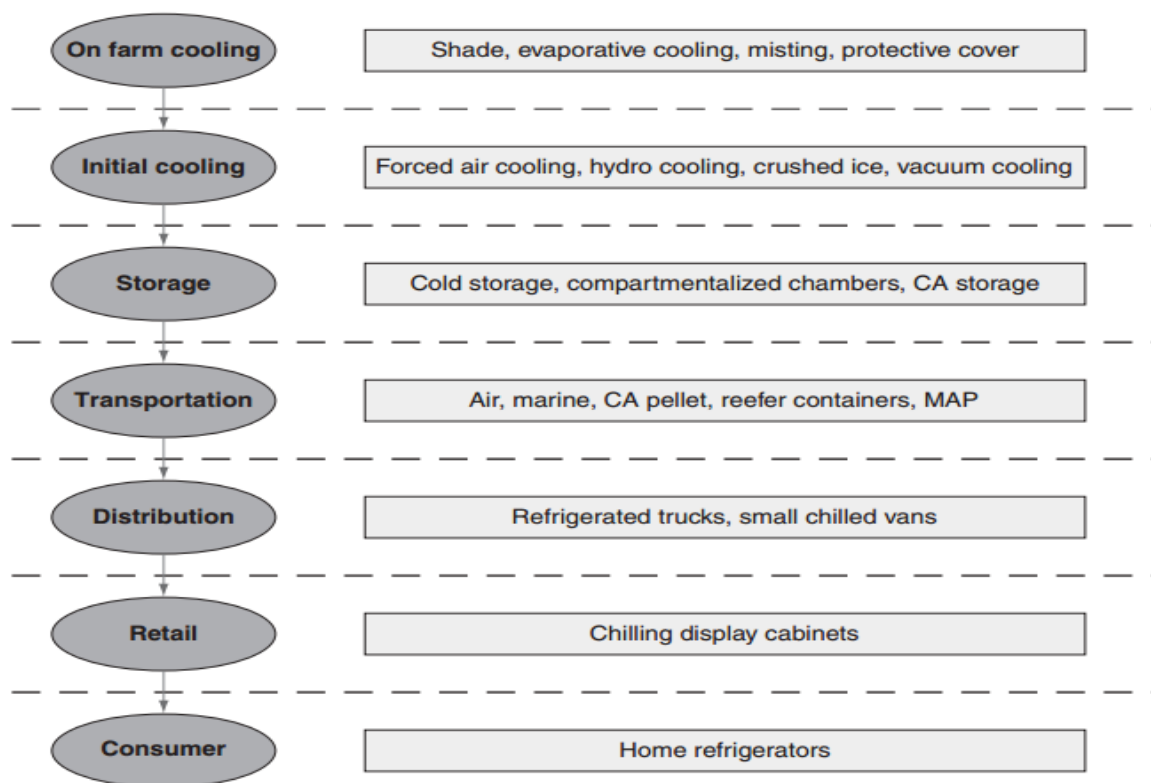 On farm cooling
Shade, evaporative cooling, misting, protective cover
Initial cooling
Forced air cooling, hydro cooling, crushed ice, vacuum cooling
Storage
Cold storage, compartmentalized chambers, CA storage
Transportation
Air, marine, CA pellet, reefer containers, MAP
Distribution
Refrigerated trucks, small chilled vans
Retail
Chilling display cabinets
Consumer
Home refrigerators